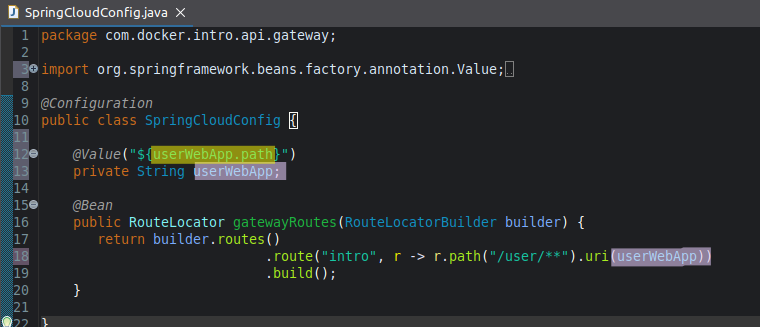 SpringCloudConfig.java
1 package com.docker.intro.api.gateway;
2
3 import org.springframework.beans.factory.annotation.Value;
8
9 @Configuration
10 public class SpringCloudConfig {
11
12 @Value("${userWebApp.path}")
13 private String userWebApp;
14
15 @Bean
16 public RouteLocator gatewayRoutes(RouteLocatorBuilder builder) {
17 return builder.routes()
18 .route("intro", r -> r.path("/user/**").uri(userWebApp))
19 .build();
20 }
21
22 }